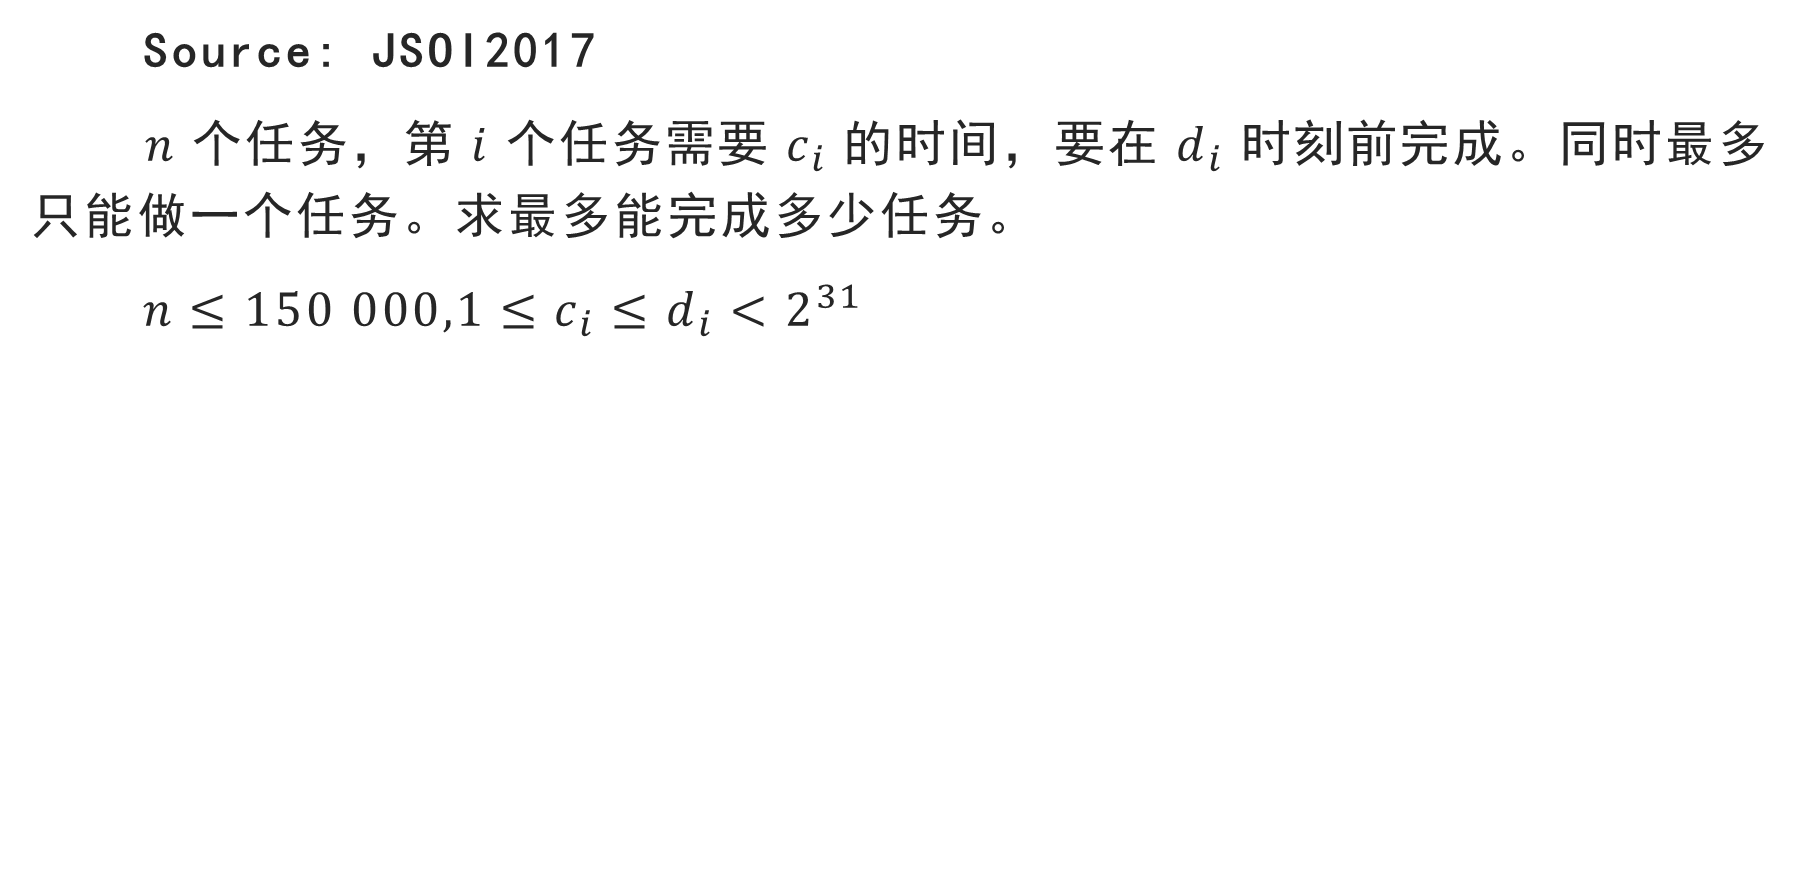 Source: JSOI2017
n 个任务，第 i 个任务需要 c_i 的时间，要在 d_i 时刻前完成。同时最多
只能做一个任务。求最多能完成多少任务。
n ≤ 150 000,1 ≤ c_i ≤ d_i < 2^31